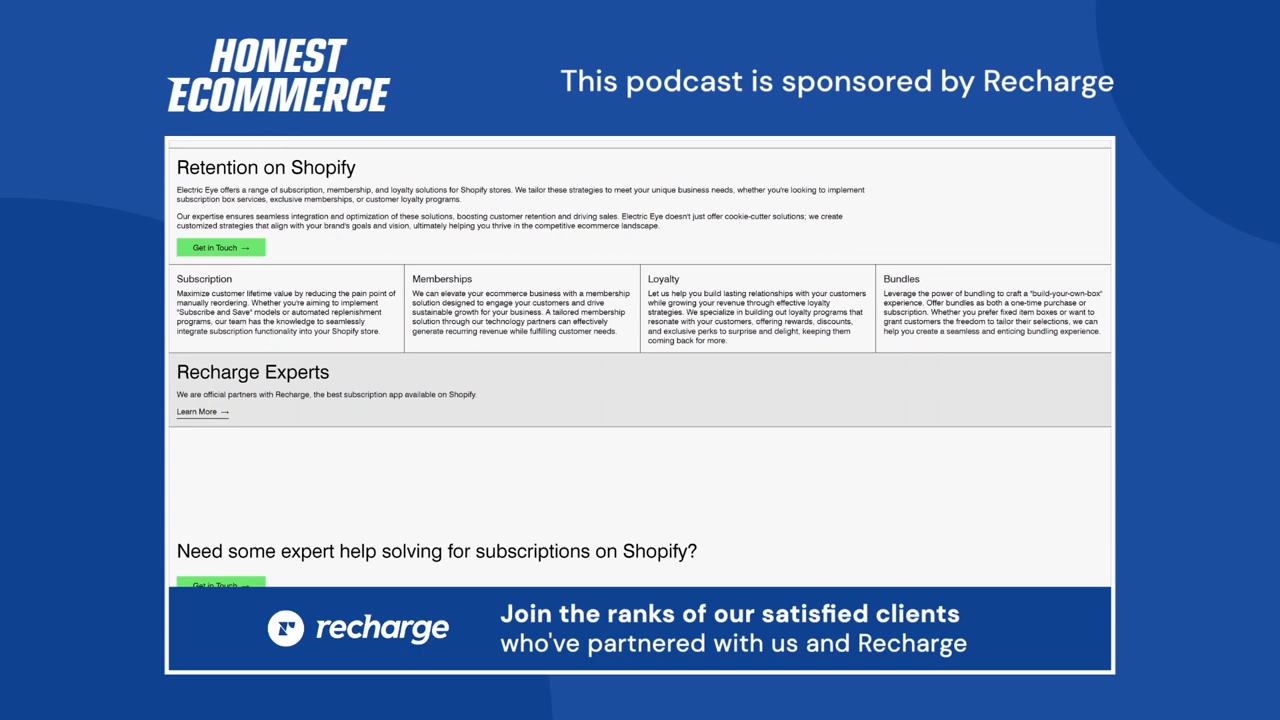 HONEST
ECOMMERCE
This podcast is sponsored by Recharge
Retention on Shopify
Electric Eye offers a range of subscription, membership, and loyalty solutions for Shopify stores. We tailor these strategies to meet your unique business needs, whether you're looking to implement
subscription box services, exclusive memberships, or customer loyalty programs.
Our expertise ensures seamless integration and optimization of these solutions, boosting customer retention and driving sales. Electric Eye doesn't just offer cookie-cutter solutions; we create
customized strategies that align with your brand's goals and vision, ultimately helping you thrive in the competitive ecommerce landscape.
Get in Touch →
Subscription
Maximize customer lifetime value by reducing the pain point of
manually reordering. Whether you're aiming to implement
"Subscribe and Save" models or automated replenishment
programs, our team has the knowledge to seamlessly
integrate subscription functionality into your Shopify store.
Memberships
We can elevate your ecommerce business with a membership
solution designed to engage your customers and drive
sustainable growth for your business. A tailored membership
solution through our technology partners can effectively
generate recurring revenue while fulfilling customer needs.
Loyalty
Let us help you build lasting relationships with your customers
while growing your revenue through effective loyalty
strategies. We specialize in building out loyalty programs that
resonate with your customers, offering rewards, discounts,
and exclusive perks to surprise and delight, keeping them
coming back for more.
Bundles
Leverage the power of bundling to craft a "build-your-own-box"
experience. Offer bundles as both a one-time purchase or
subscription. Whether you prefer fixed item boxes or want to
grant customers the freedom to tailor their selections, we can
help you create a seamless and enticing bundling experience.
Recharge Experts
We are official partners with Recharge, the best subscription app available on Shopify.
Learn More →
Need some expert help solving for subscriptions on Shopify?
Get in Touch →
recharge
Join the ranks of our satisfied clients
who've partnered with us and Recharge